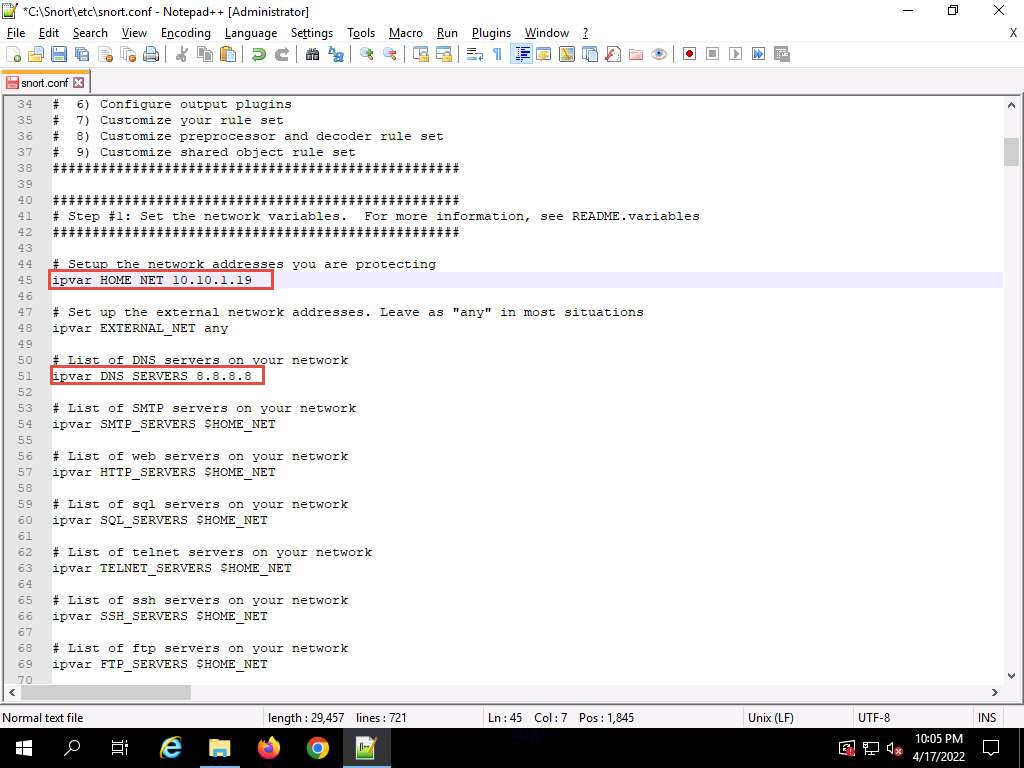 *C:\Snort\etc\snort.conf - Notepad++ [Administrator]
File Edit Search View Encoding Language Settings Tools Macro Run Plugins Window ? X
snort.conf
34 #  6) Configure output plugins
35 #  7) Customize your rule set
36 #  8) Customize preprocessor and decoder rule set
37 #  9) Customize shared object rule set
38 ###################################################
39
40 ###################################################
41 # Step #1: Set the network variables.  For more information, see README.variables
42 ###################################################
43
44 # Setup the network addresses you are protecting
45 ipvar HOME_NET 10.10.1.19
46
47 # Set up the external network addresses. Leave as "any" in most situations
48 ipvar EXTERNAL_NET any
49
50 # List of DNS servers on your network
51 ipvar DNS_SERVERS 8.8.8.8
52
53 # List of SMTP servers on your network
54 ipvar SMTP_SERVERS $HOME_NET
55
56 # List of web servers on your network
57 ipvar HTTP_SERVERS $HOME_NET
58
59 # List of sql servers on your network
60 ipvar SQL_SERVERS $HOME_NET
61
62 # List of telnet servers on your network
63 ipvar TELNET_SERVERS $HOME_NET
64
65 # List of ssh servers on your network
66 ipvar SSH_SERVERS $HOME_NET
67
68 # List of ftp servers on your network
69 ipvar FTP_SERVERS $HOME_NET
70
Normal text file length : 29,457 lines : 721 Ln : 45 Col : 7 Pos : 1,845 Unix (LF) UTF-8 INS
10:05 PM
4/17/2022